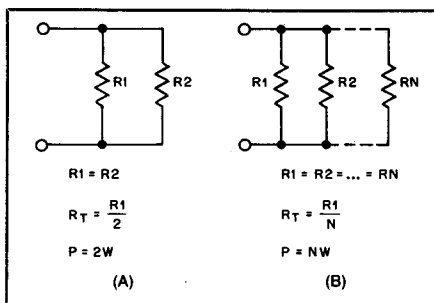 R1 R2
R1 R2 RN
R1 = R2
R1 = R2 = ... = RN
RT = R1/2
RT = R1/N
P = 2W
P = NW
(A)
(B)